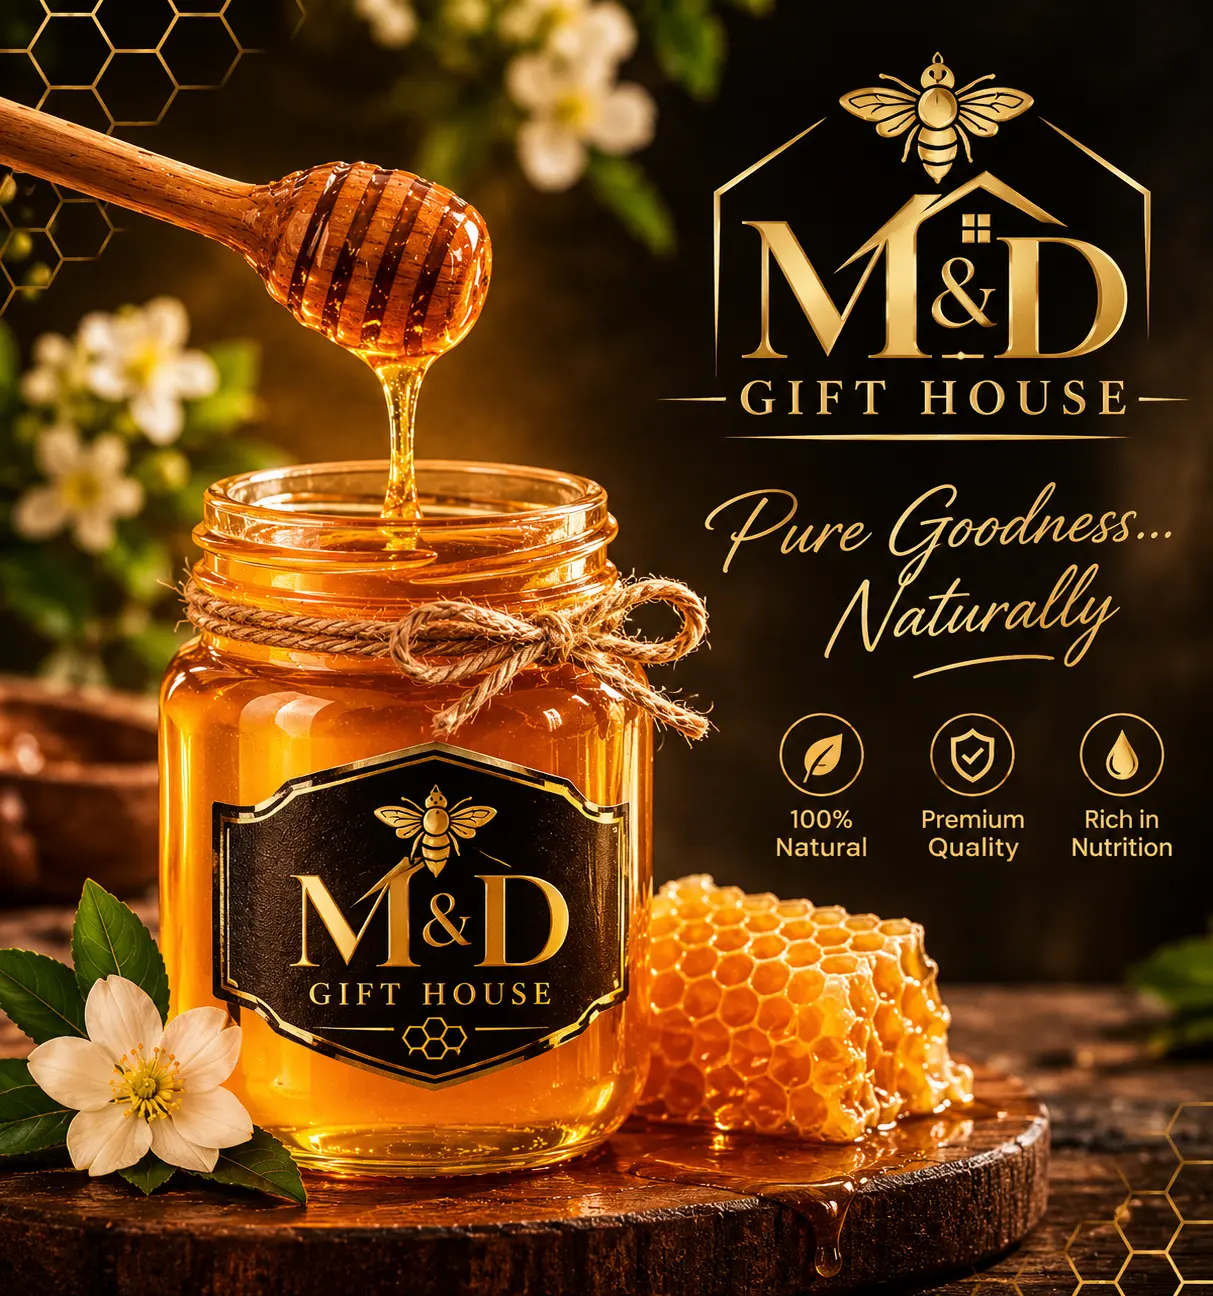 M&D
GIFT HOUSE
Pure Goodness...
Naturally
100%
Natural
Premium
Quality
Rich in
Nutrition
M&D
GIFT HOUSE